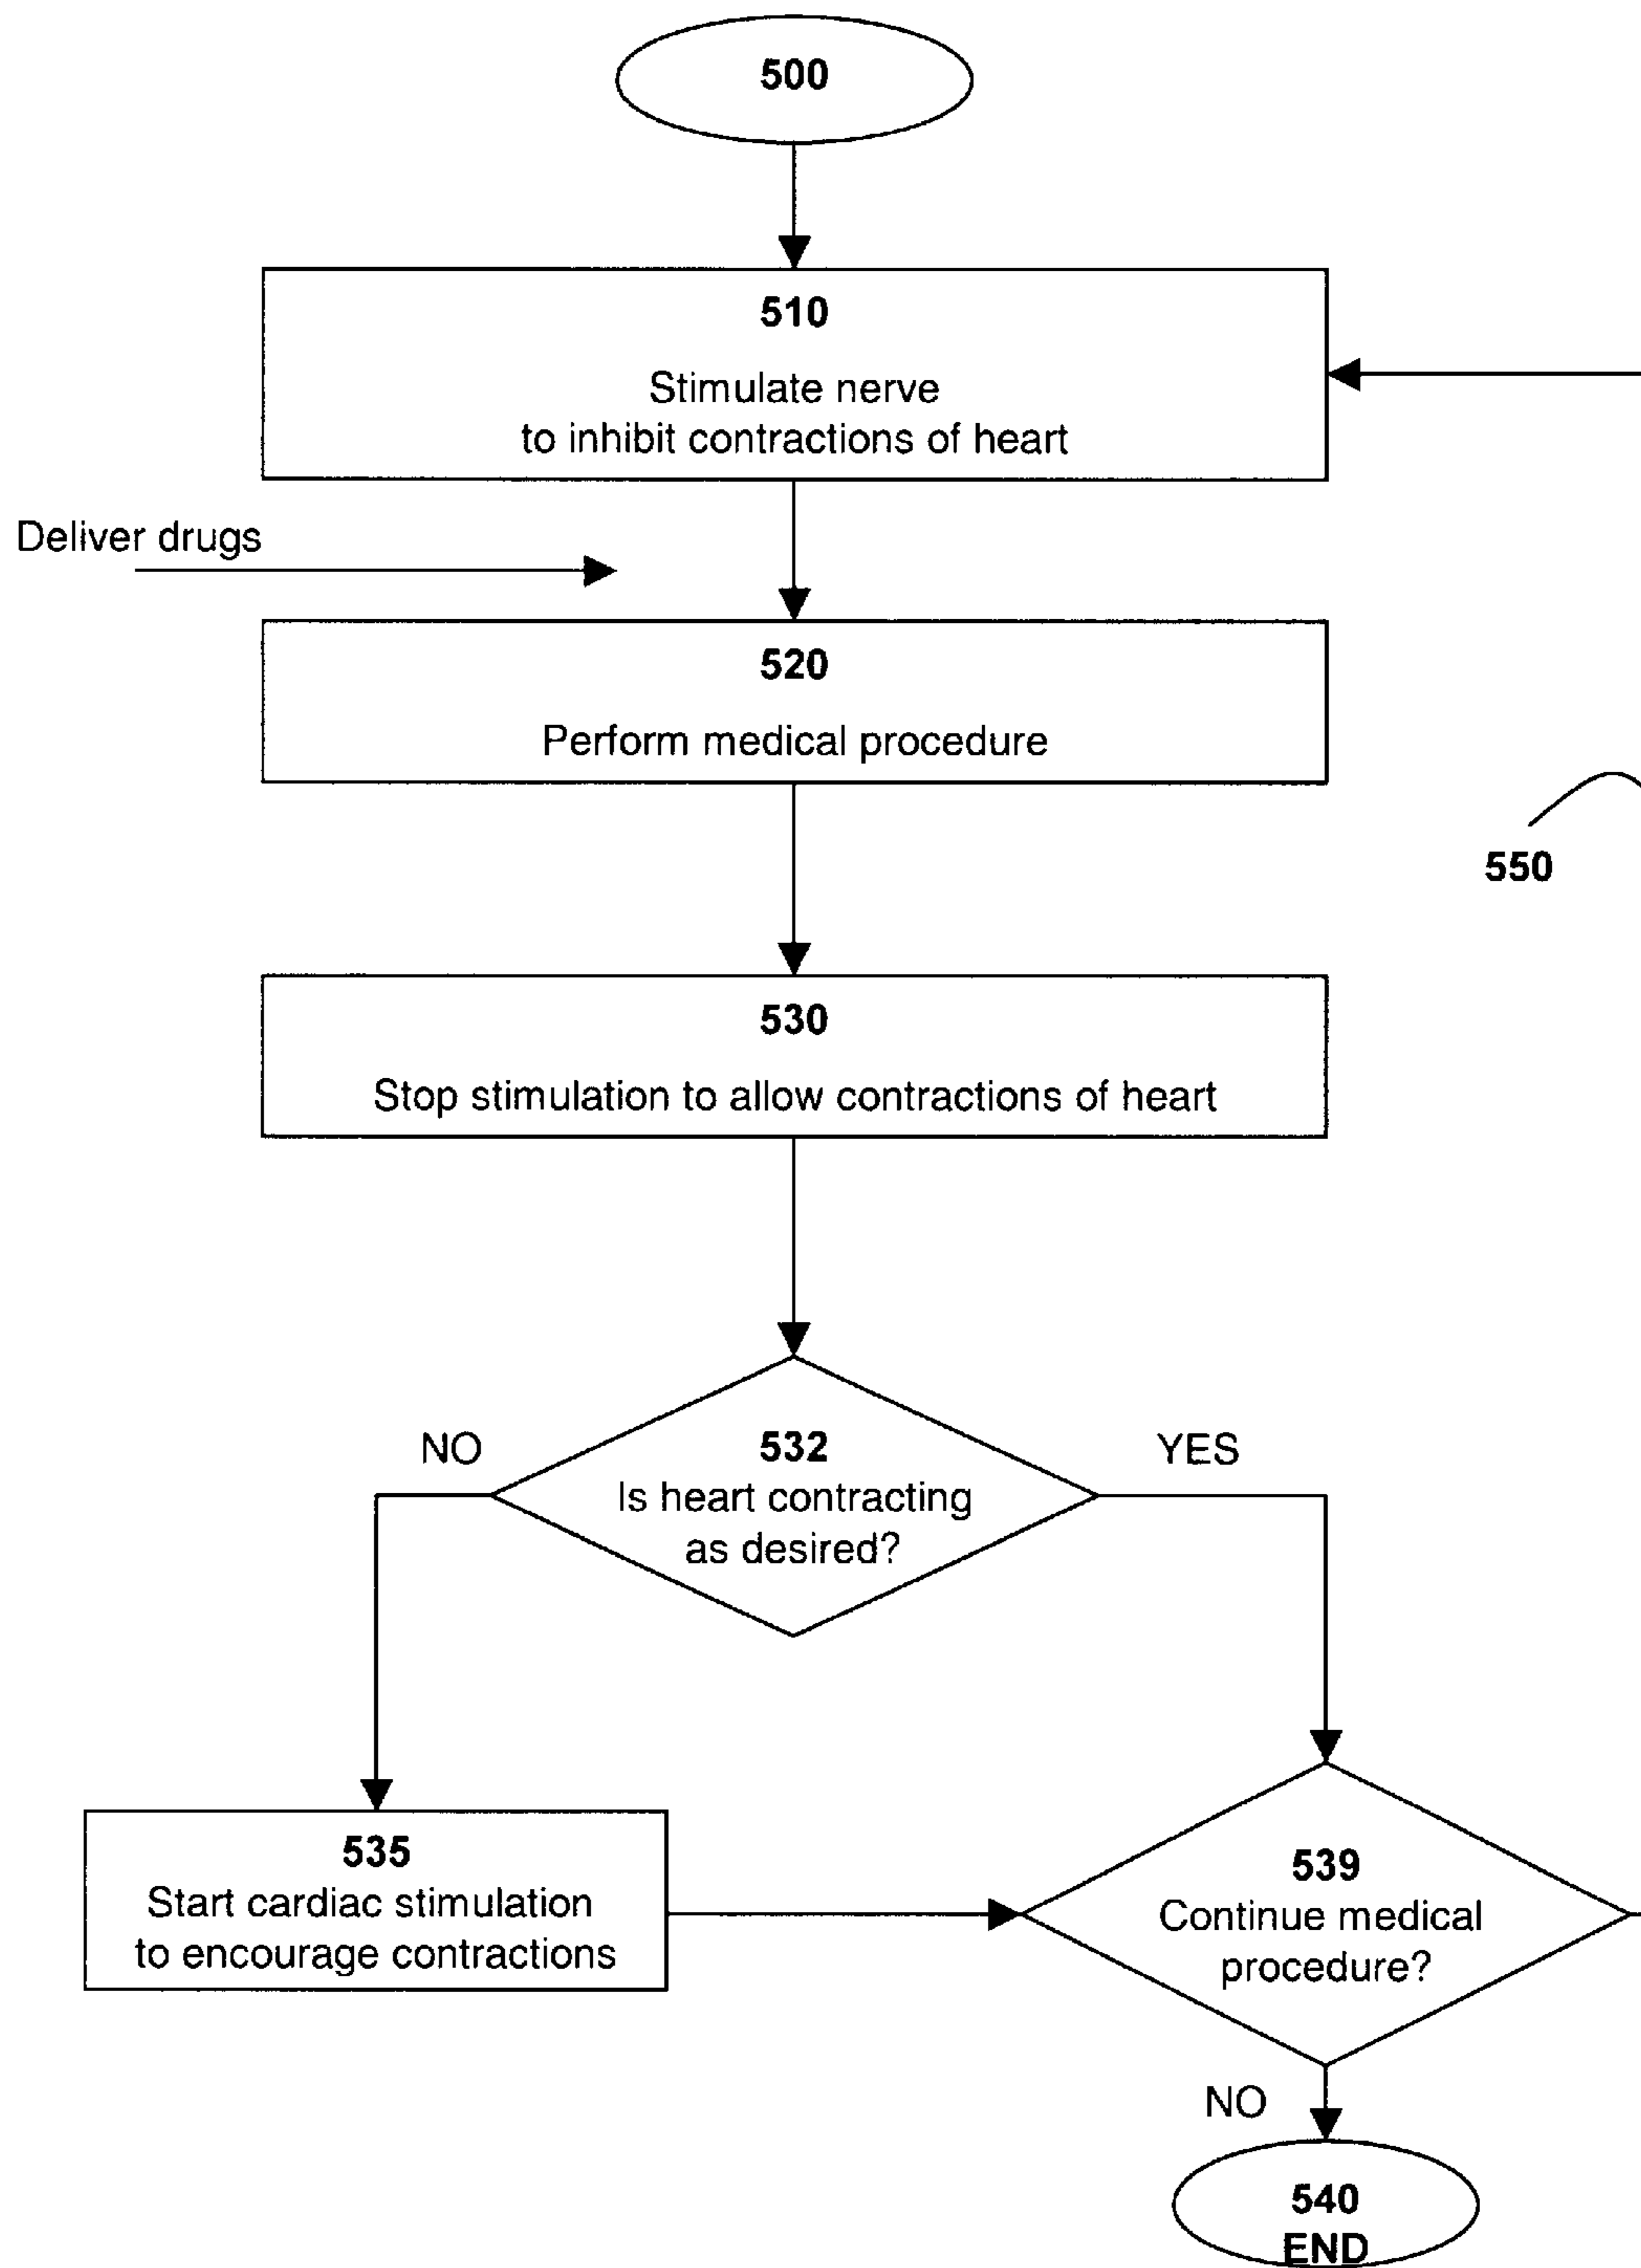 500
510
Stimulate nerve
to inhibit contractions of heart
Deliver drugs
520
Perform medical procedure
550
530
Stop stimulation to allow contractions of heart
NO
532
YES
Is heart contracting
as desired?
535
Start cardiac stimulation
to encourage contractions
539
Continue medical
procedure?
NO
540
END